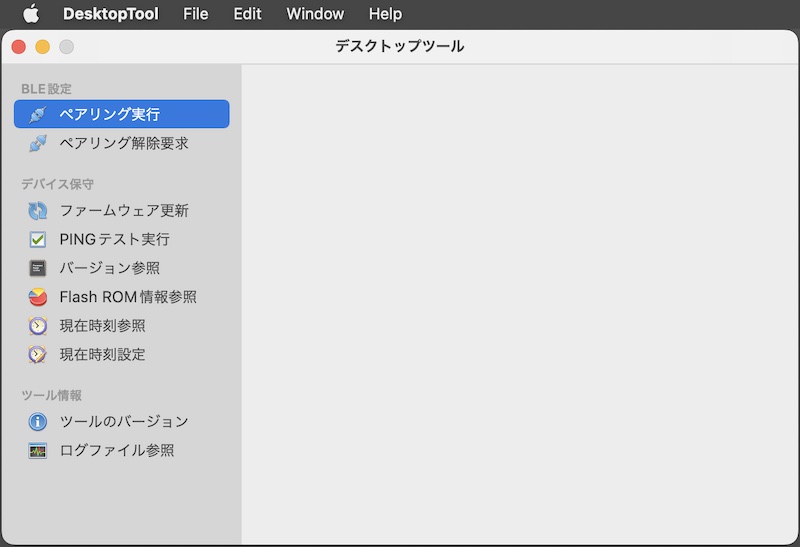 DesktopTool File Edit Window Help
デスクトップツール
BLE設定
ペアリング実行
ペアリング解除要求
デバイス保守
ファームウェア更新
PINGテスト実行
バージョン参照
Flash ROM情報参照
現在時刻参照
現在時刻設定
ツール情報
ツールのバージョン
ログファイル参照